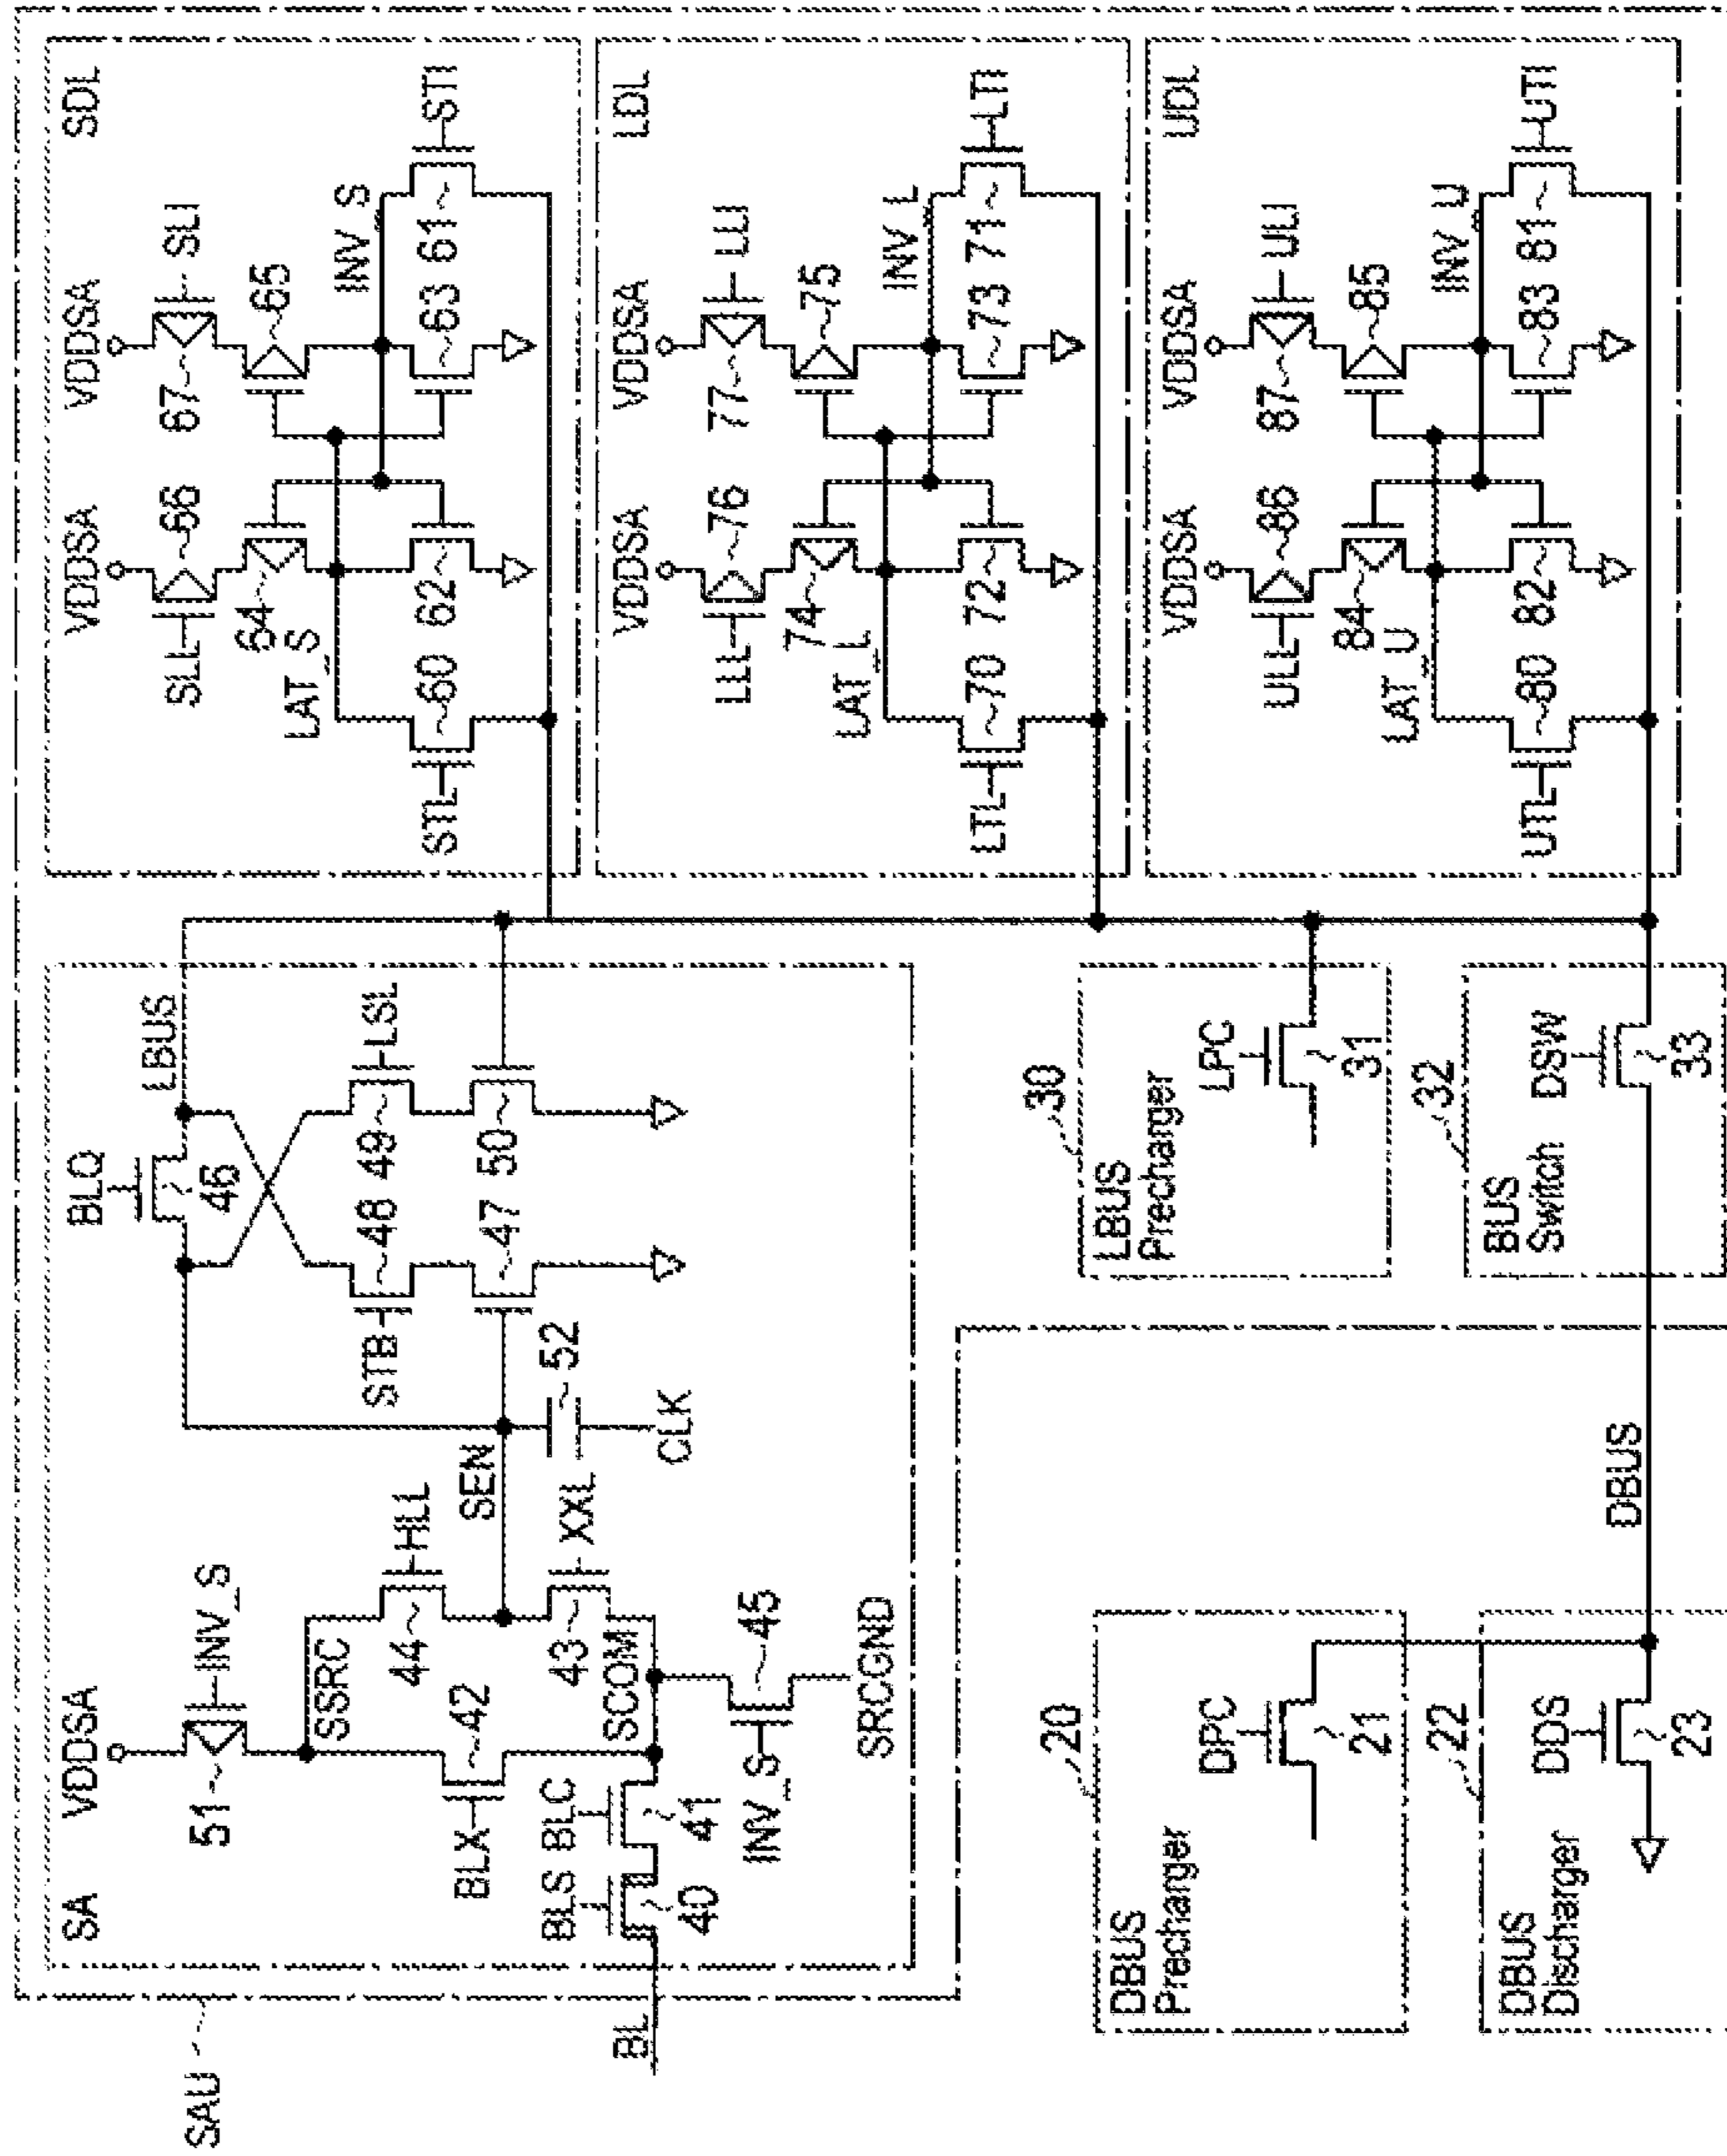 SAU
SA
VDDSA
51
INV_S
SSRC
HLL
44
BLX
42
SEN
BLS
BLC
43
XXL
SCOM
BL
40
41
INV_S
45
SRCGND
BLQ
46
LBUS
STB
48
49
LSL
47
50
52
CLK
SDL
VDDSA
VDDSA
SLL
66
67
SLI
64
65
LAT_S
INV_S
STL
60
62
63
61
STI
LDL
VDDSA
VDDSA
LLL
76
77
LLI
74
75
LAT_L
INV_L
LTL
70
72
73
71
LTI
UDL
VDDSA
VDDSA
ULL
86
87
ULI
84
85
LAT_U
INV_U
UTL
80
82
83
81
UTI
30
LBUS
Precharger
LPC
31
32
BUS
Switch
DSW
33
DBUS
20
DBUS
Precharger
DPC
21
22
DBUS
Discharger
DDS
23